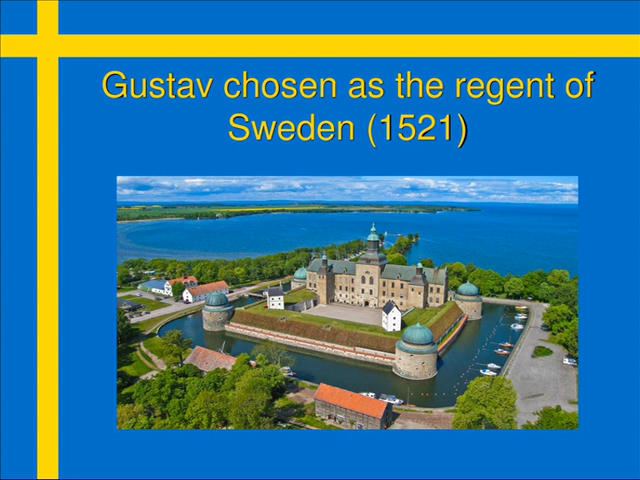 Gustav chosen as the regent of
Sweden (1521)